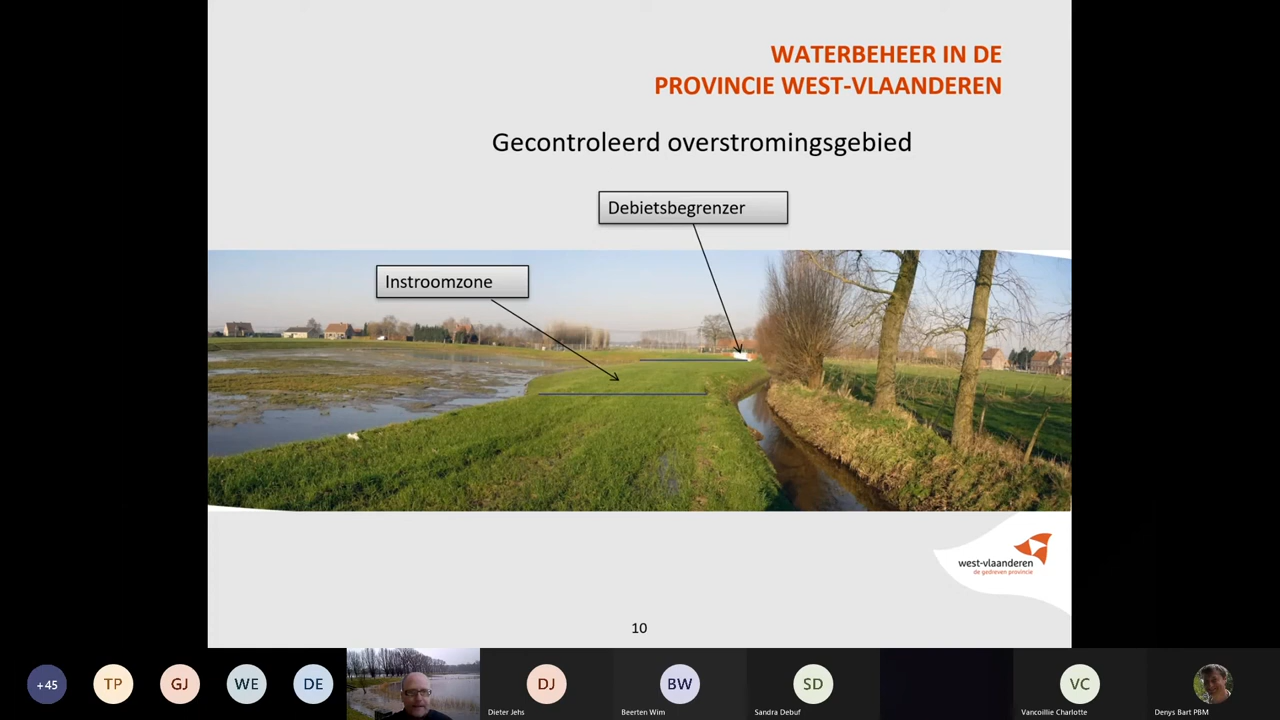 WATERBEHEER IN DE
PROVINCIE WEST-VLAANDEREN
Gecontroleerd overstromingsgebied
Debietsbegrenzer
Instroomzone
west-vlaanderen
de gedreven provincie
10
+45
TP
GJ
WE
DE
DJ
BW
SD
VC
Dieter Jehs
Beerten Wim
Sandra Debuf
Vancoillie Charlotte
Denys Bart PBM